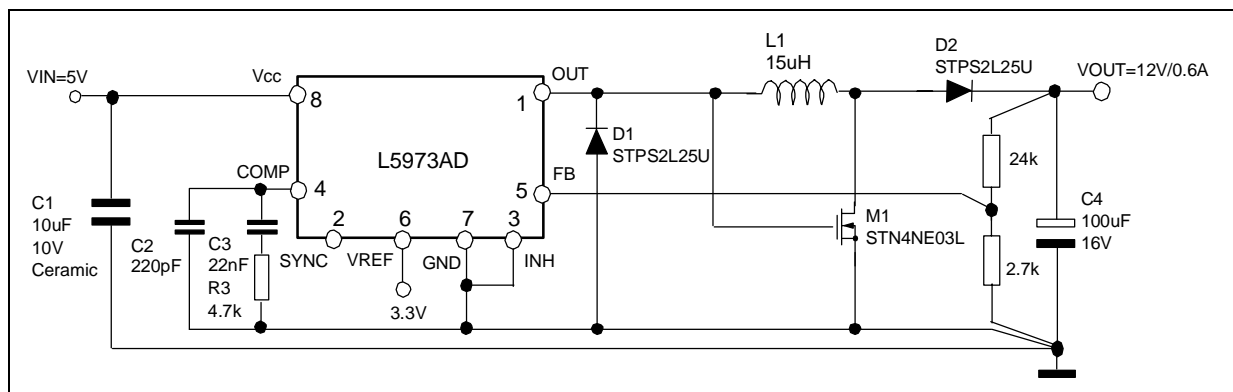 VIN=5V
Vcc
8
L5973AD
OUT
1
L1
15uH
D2
STPS2L25U
VOUT=12V/0.6A
D1
STPS2L25U
24k
COMP
4
FB
5
C1
10uF
10V
Ceramic
C2
220pF
C3
22nF
R3
4.7k
2
SYNC
6
VREF
7
GND
3
INH
3.3V
M1
STN4NE03L
2.7k
C4
100uF
16V